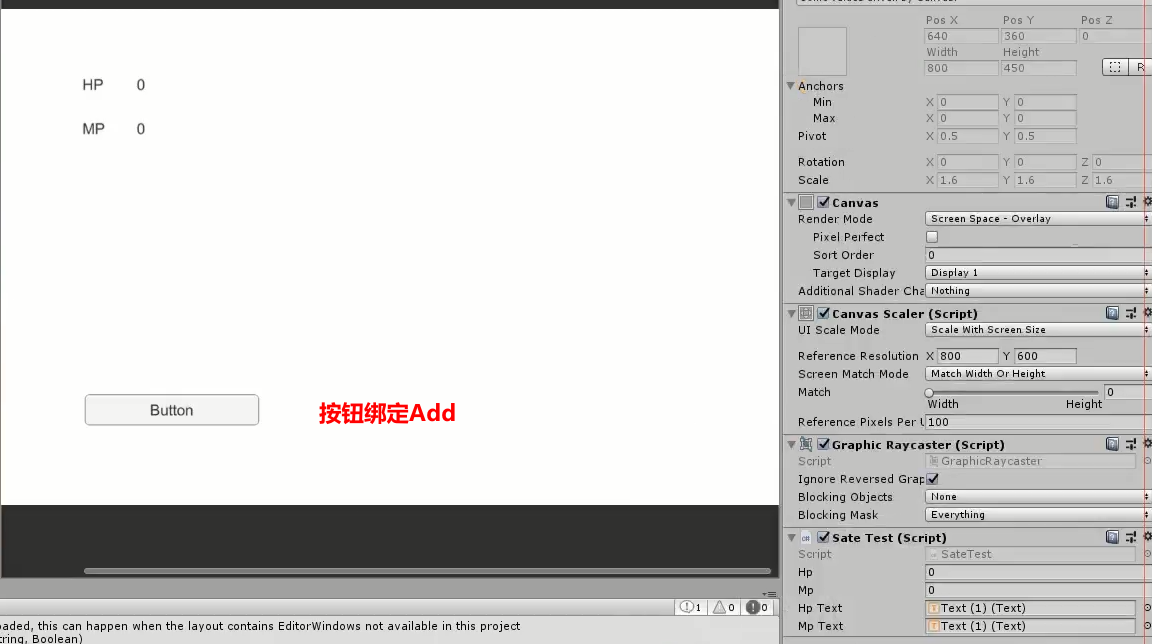 Pos X Pos Y Pos Z
640 360 0
Width Height
800 450 R
Anchors
Min X 0 Y 0
Max X 0 Y 0
Pivot X 0.5 Y 0.5
Rotation X 0 Y 0 Z 0
Scale X 1.6 Y 1.6 Z 1.6
HP 0
MP 0
Button
按钮绑定Add
Canvas
Render Mode Screen Space - Overlay
Pixel Perfect
Sort Order 0
Target Display Display 1
Additional Shader Cha Nothing
Canvas Scaler (Script)
UI Scale Mode Scale With Screen Size
Reference Resolution X 800 Y 600
Screen Match Mode Match Width Or Height
Match 0
Width Height
Reference Pixels Per U 100
Graphic Raycaster (Script)
Script GraphicRaycaster
Ignore Reversed Grap
Blocking Objects None
Blocking Mask Everything
Sate Test (Script)
Script SateTest
Hp 0
Mp 0
Hp Text Text (1) (Text)
Mp Text Text (1) (Text)
1 0 0
oaded, this can happen when the layout contains EditorWindows not available in this project
tring, Boolean)